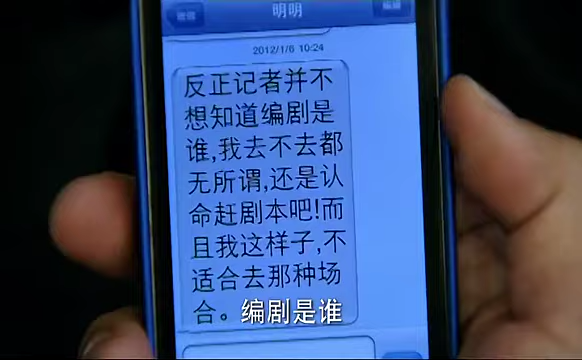 明明
2012/1/6 10:24
反正记者并不
想知道编剧是
谁,我去不去都
无所谓,还是认
命赶剧本吧!而
且我这样子,不
适合去那种场
合。
编剧是谁